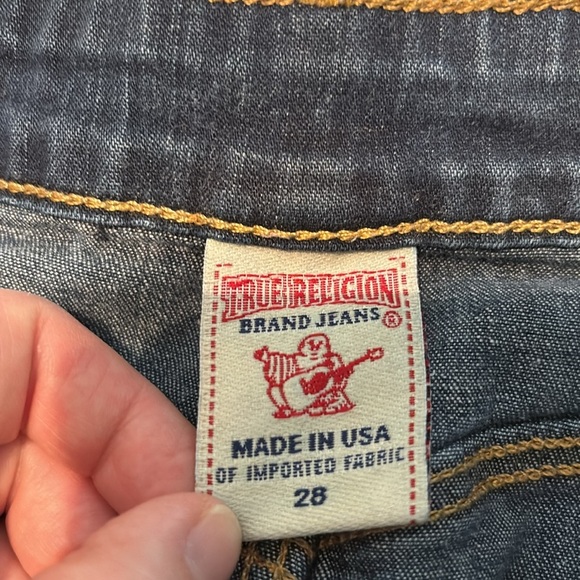 TRUE RELIGION
BRAND JEANS ®
MADE IN USA
OF IMPORTED FABRIC
28